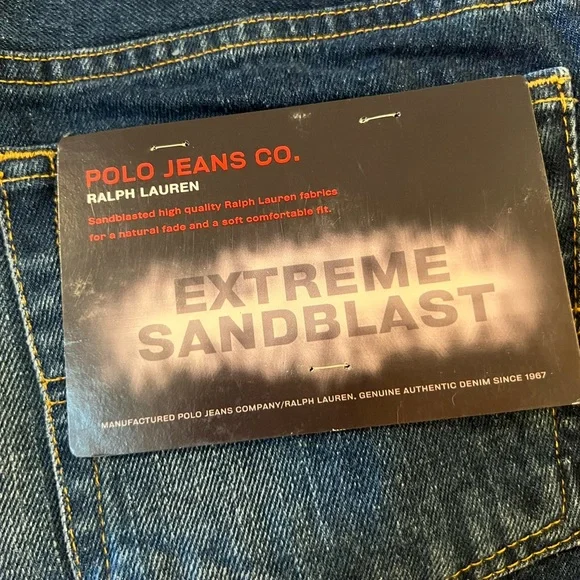 POLO JEANS CO.
RALPH LAUREN
Sandblasted high quality Ralph Lauren fabrics
for a natural fade and a soft comfortable fit.
EXTREME
SANDBLAST
MANUFACTURED POLO JEANS COMPANY/RALPH LAUREN, GENUINE AUTHENTIC DENIM SINCE 1967